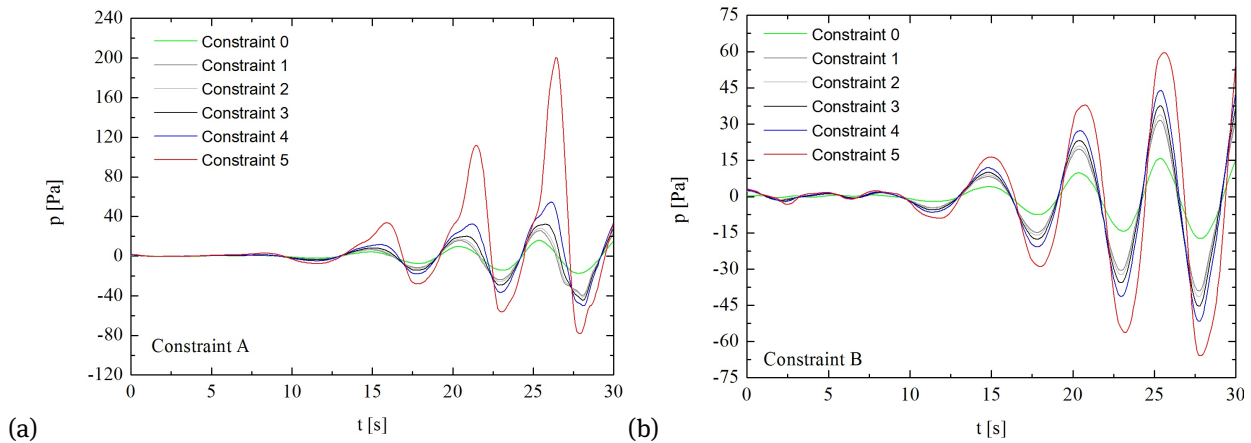 (a)
p [Pa]
240
200
160
120
80
40
0
-40
-80
-120
Constraint 0
Constraint 1
Constraint 2
Constraint 3
Constraint 4
Constraint 5
Constraint A
0 5 10 15 20 25 30
t [s]
(b)
p [Pa]
75
60
45
30
15
0
-15
-30
-45
-60
-75
Constraint 0
Constraint 1
Constraint 2
Constraint 3
Constraint 4
Constraint 5
Constraint B
0 5 10 15 20 25 30
t [s]